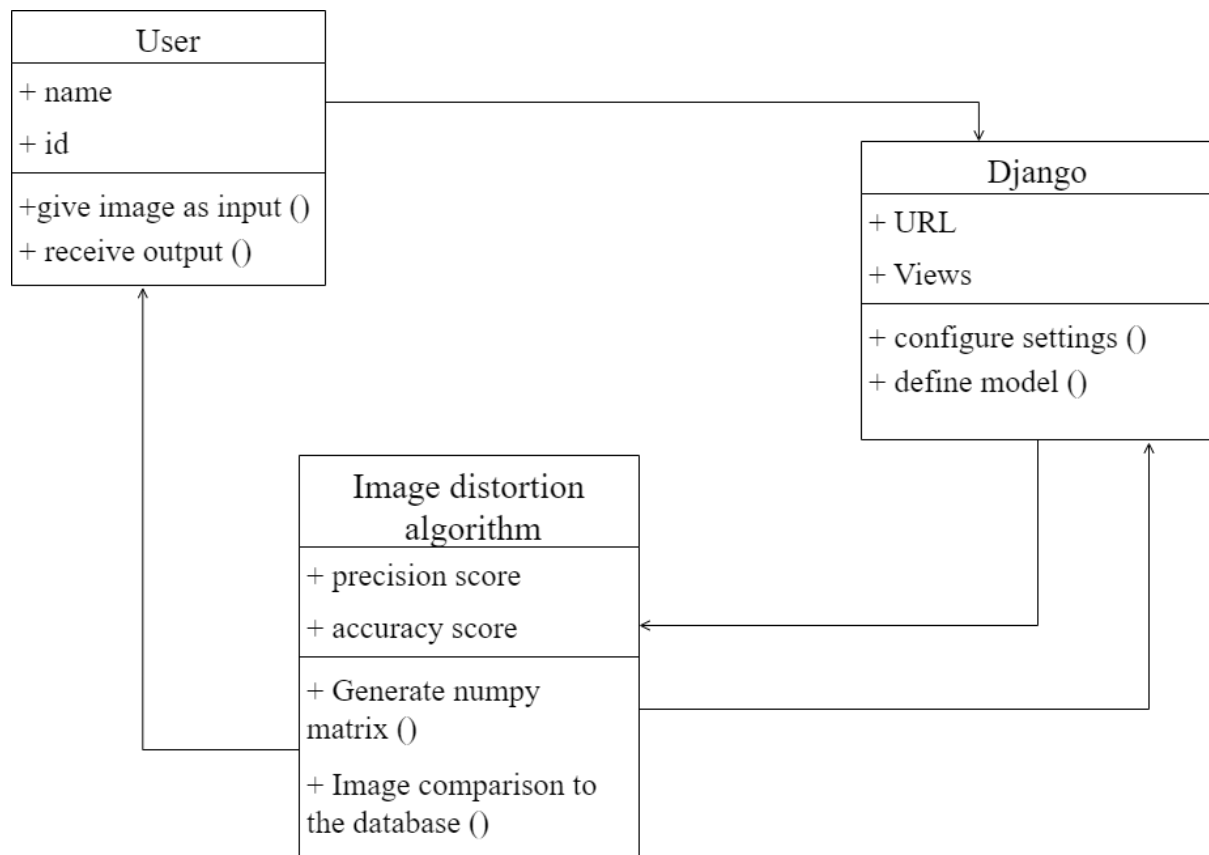 User
+ name
+ id
+give image as input ()
+ receive output ()
Django
+ URL
+ Views
+ configure settings ()
+ define model ()
Image distortion
algorithm
+ precision score
+ accuracy score
+ Generate numpy
matrix ()
+ Image comparison to
the database ()